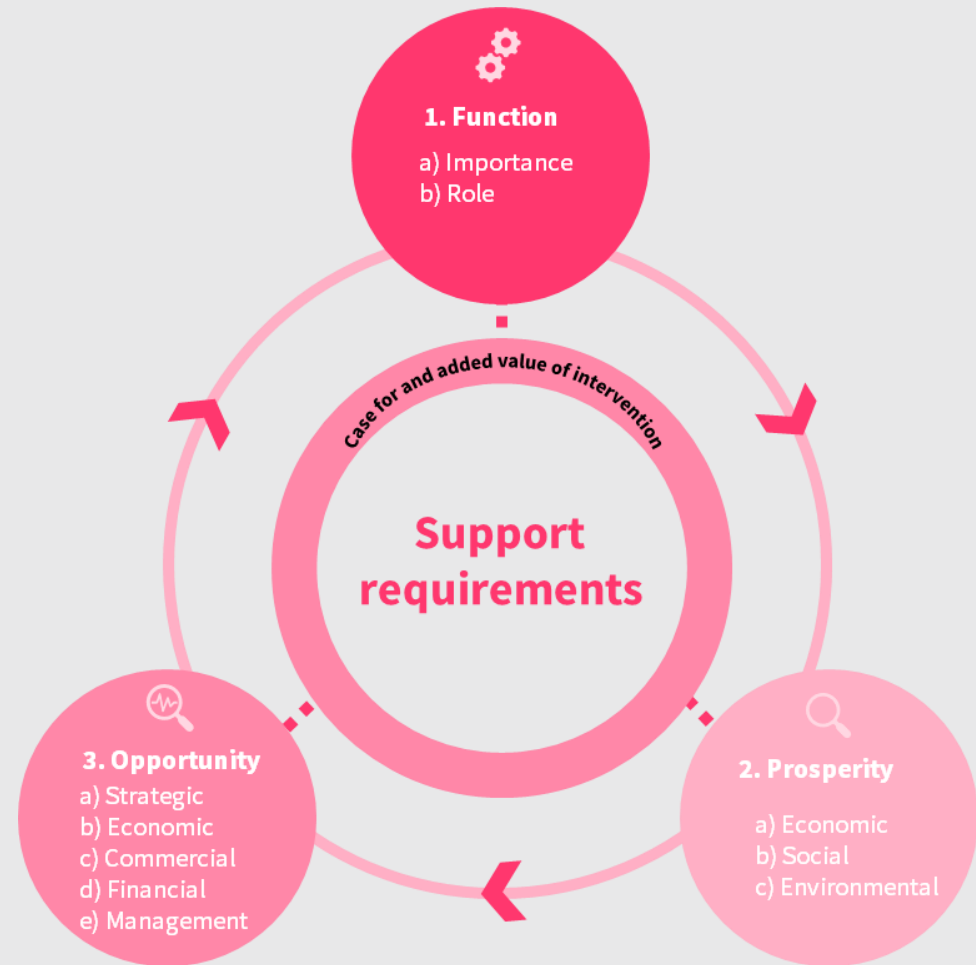 1. Function
a) Importance
b) Role
Case for and added value of intervention
Support
requirements
3. Opportunity
a) Strategic
b) Economic
c) Commercial
d) Financial
e) Management
2. Prosperity
a) Economic
b) Social
c) Environmental